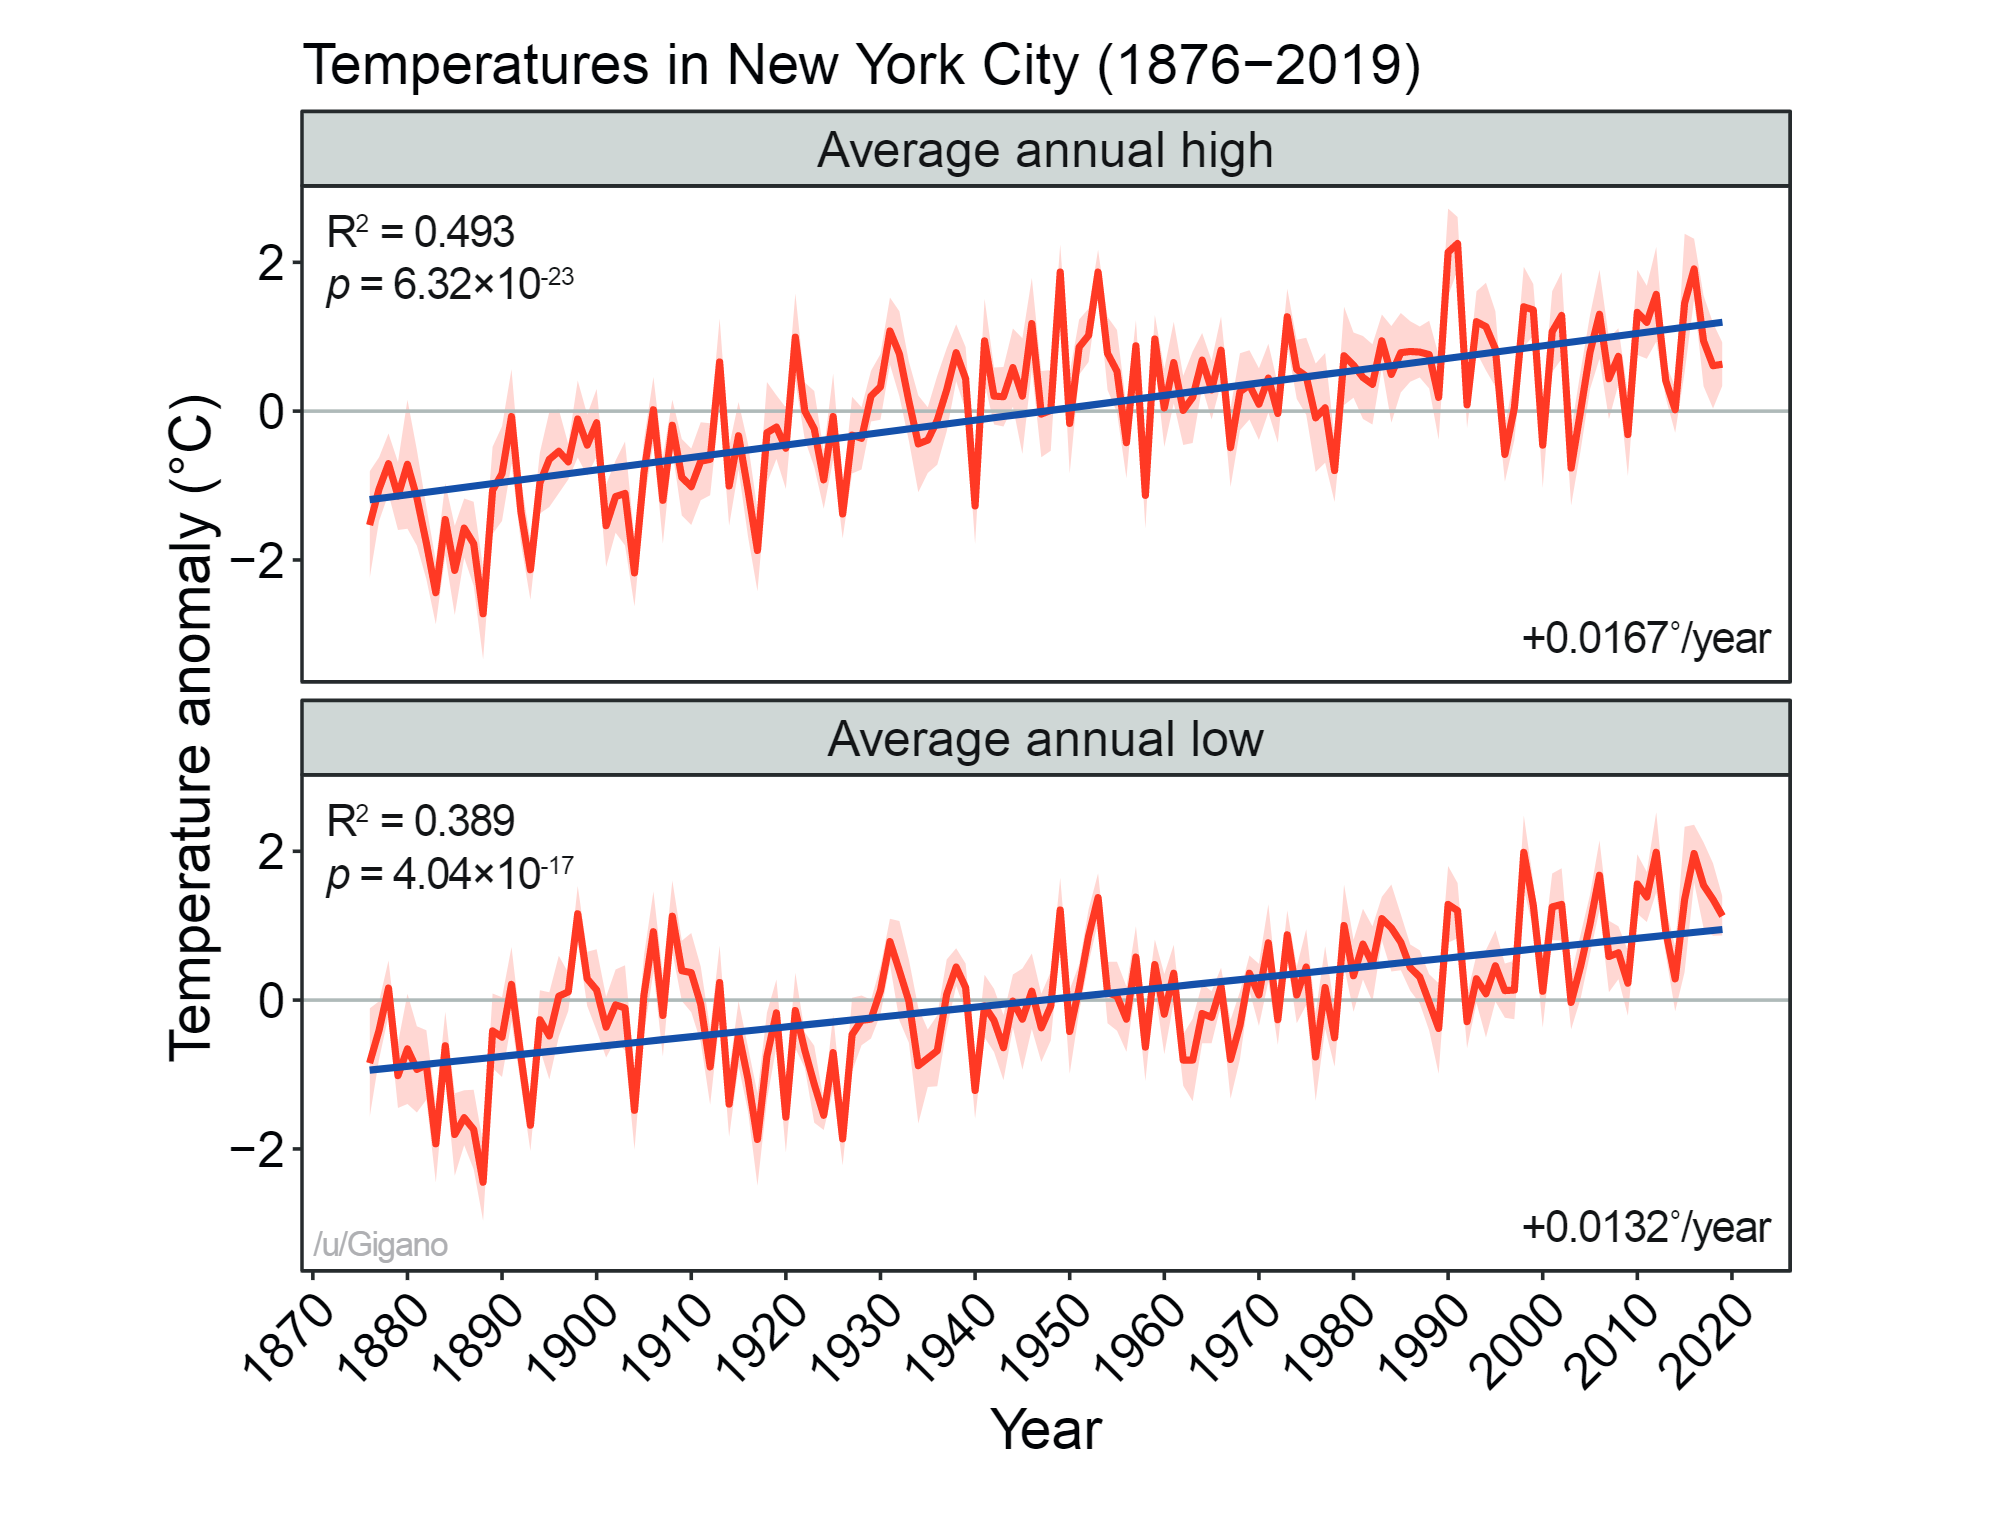 Temperatures in New York City (1876−2019)
Average annual high
R² = 0.493
p = 6.32×10⁻²³
2
0
−2
+0.0167°/year
Temperature anomaly (°C)
Average annual low
R² = 0.389
p = 4.04×10⁻¹⁷
2
0
−2
+0.0132°/year
/u/Gigano
1870 1880 1890 1900 1910 1920 1930 1940 1950 1960 1970 1980 1990 2000 2010 2020
Year